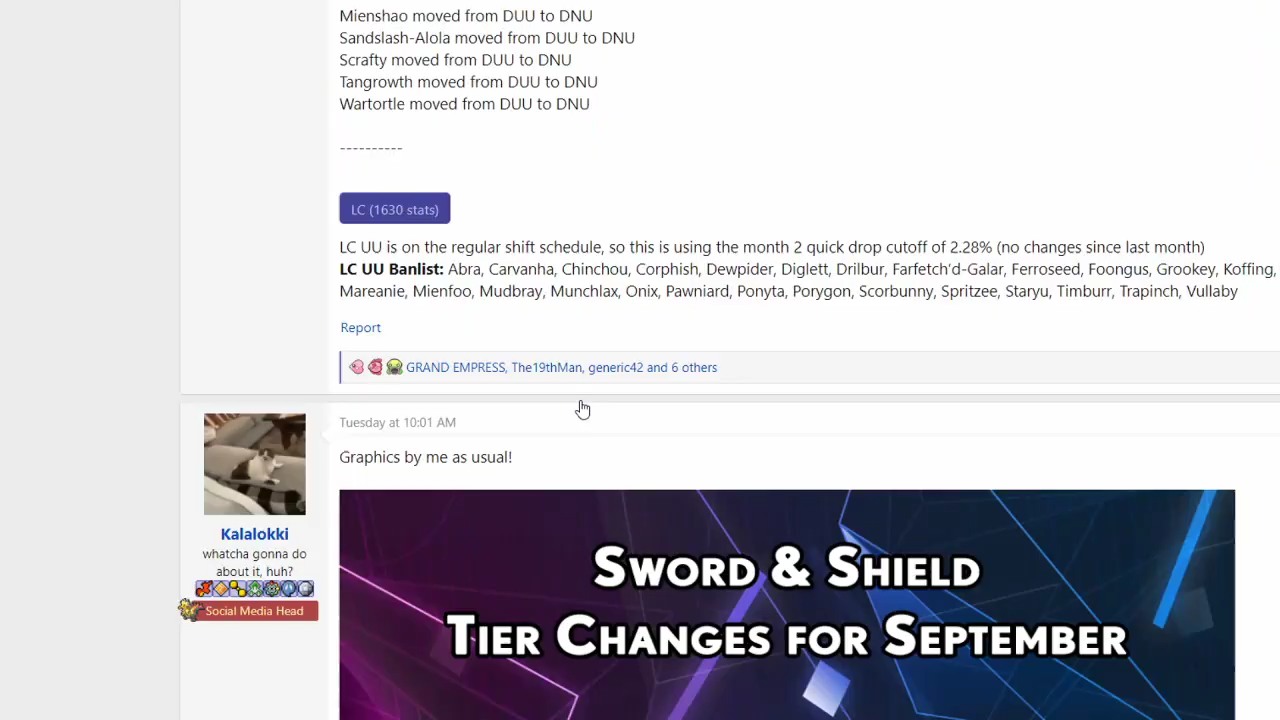 Mienshao moved from DUU to DNU
Sandslash-Alola moved from DUU to DNU
Scrafty moved from DUU to DNU
Tangrowth moved from DUU to DNU
Wartortle moved from DUU to DNU
----------
LC (1630 stats)
LC UU is on the regular shift schedule, so this is using the month 2 quick drop cutoff of 2.28% (no changes since last month)
LC UU Banlist: Abra, Carvanha, Chinchou, Corphish, Dewpider, Diglett, Drilbur, Farfetch'd-Galar, Ferroseed, Foongus, Grookey, Koffing,
Mareanie, Mienfoo, Mudbray, Munchlax, Onix, Pawniard, Ponyta, Porygon, Scorbunny, Spritzee, Staryu, Timburr, Trapinch, Vullaby
Report
GRAND EMPRESS, The19thMan, generic42 and 6 others
Tuesday at 10:01 AM
Graphics by me as usual!
Kalalokki
whatcha gonna do
about it, huh?
Social Media Head
Sword & Shield
Tier Changes for September